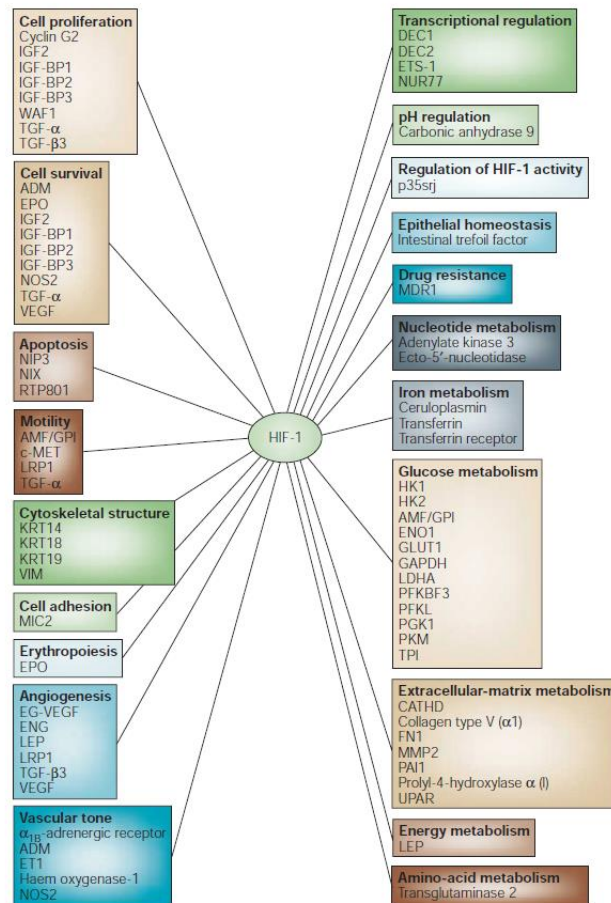 Cell proliferation
Cyclin G2
IGF2
IGF-BP1
IGF-BP2
IGF-BP3
WAF1
TGF-α
TGF-β3
Cell survival
ADM
EPO
IGF2
IGF-BP1
IGF-BP2
IGF-BP3
NOS2
TGF-α
VEGF
Apoptosis
NIP3
NIX
RTP801
Motility
AMF/GPI
c-MET
LRP1
TGF-α
Cytoskeletal structure
KRT14
KRT18
KRT19
VIM
Cell adhesion
MIC2
Erythropoiesis
EPO
Angiogenesis
EG-VEGF
ENG
LEP
LRP1
TGF-β3
VEGF
Vascular tone
α1B-adrenergic receptor
ADM
ET1
Haem oxygenase-1
NOS2
HIF-1
Transcriptional regulation
DEC1
DEC2
ETS-1
NUR77
pH regulation
Carbonic anhydrase 9
Regulation of HIF-1 activity
p35srj
Epithelial homeostasis
Intestinal trefoil factor
Drug resistance
MDR1
Nucleotide metabolism
Adenylate kinase 3
Ecto-5′-nucleotidase
Iron metabolism
Ceruloplasmin
Transferrin
Transferrin receptor
Glucose metabolism
HK1
HK2
AMF/GPI
ENO1
GLUT1
GAPDH
LDHA
PFKBF3
PFKL
PGK1
PKM
TPI
Extracellular-matrix metabolism
CATHD
Collagen type V (α1)
FN1
MMP2
PAI1
Prolyl-4-hydroxylase α (I)
UPAR
Energy metabolism
LEP
Amino-acid metabolism
Transglutaminase 2